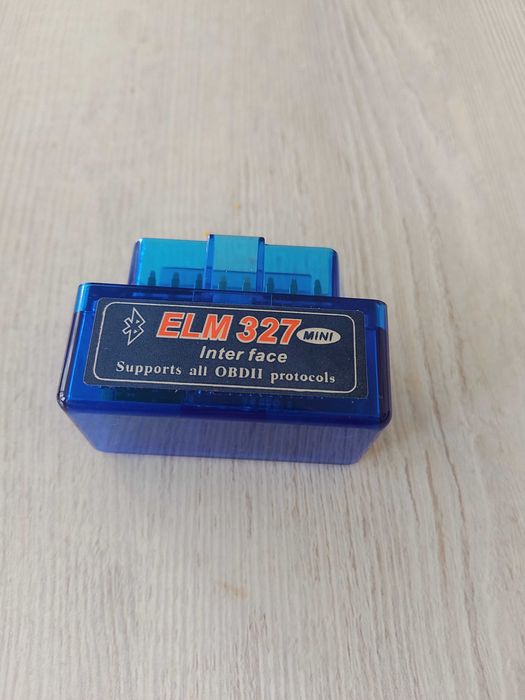 ELM 327 MINI
Inter face
Supports all OBDII protocols